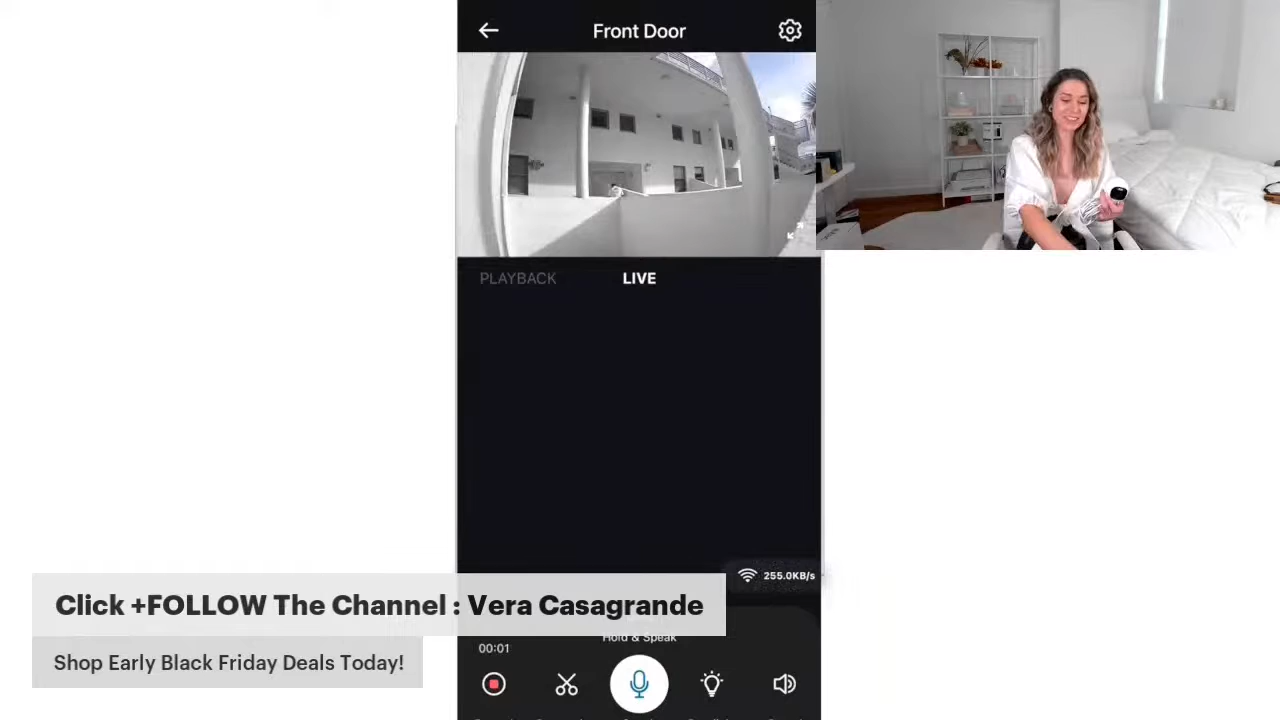 Front Door
PLAYBACK LIVE
255.0KB/s
Click +FOLLOW The Channel : Vera Casagrande
Hold & Speak
00:01
Shop Early Black Friday Deals Today!